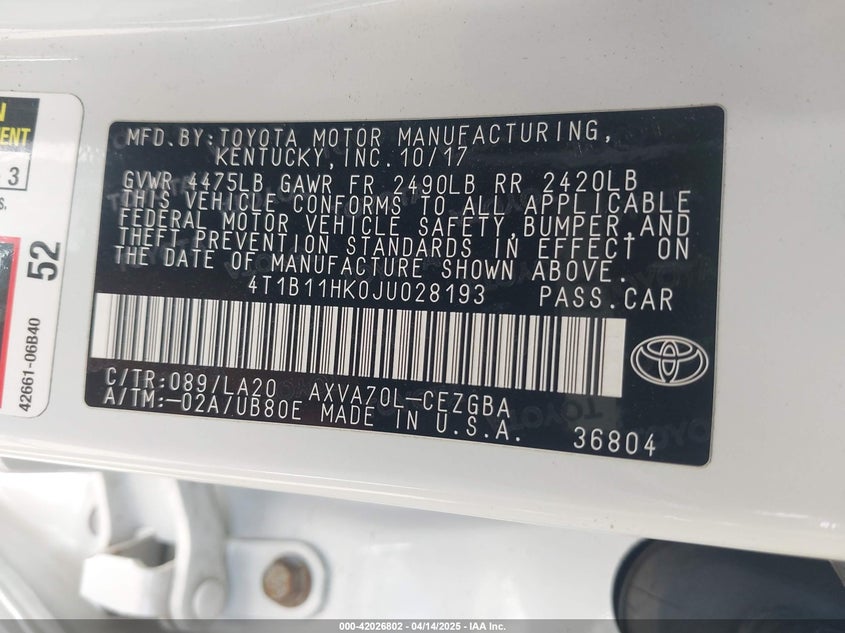 MFD.BY:TOYOTA MOTOR MANUFACTURING,
KENTUCKY,INC.10/17
GVWR 4475LB GAWR FR 2490LB RR 2420LB
THIS VEHICLE CONFORMS TO ALL APPLICABLE
FEDERAL MOTOR VEHICLE SAFETY,BUMPER,AND
THEFT PREVENTION STANDARDS IN EFFECT ON
THE DATE OF MANUFACTURE SHOWN ABOVE.
4T1B11HK0JU028193 PASS.CAR
C/TR:089/LA20 AXVA70L-CEZGBA
A/TM:-02A/UB80E MADE IN U.S.A. 36804
3
52
42661-06B40
000-42026802 - 04/14/2025 - IAA Inc.